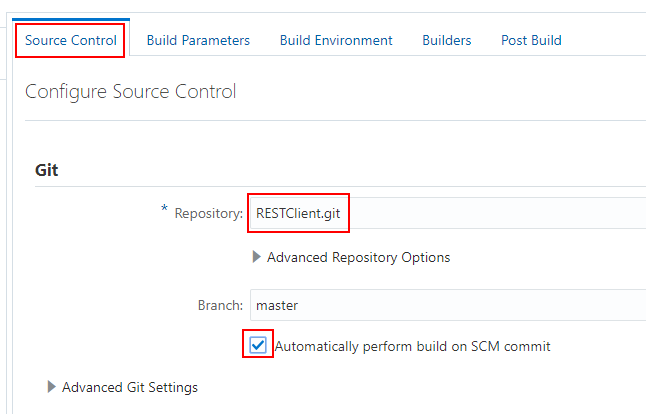 Source Control Build Parameters Build Environment Builders Post Build
Configure Source Control
Git
* Repository: RESTClient.git
Advanced Repository Options
Branch: master
Automatically perform build on SCM commit
Advanced Git Settings